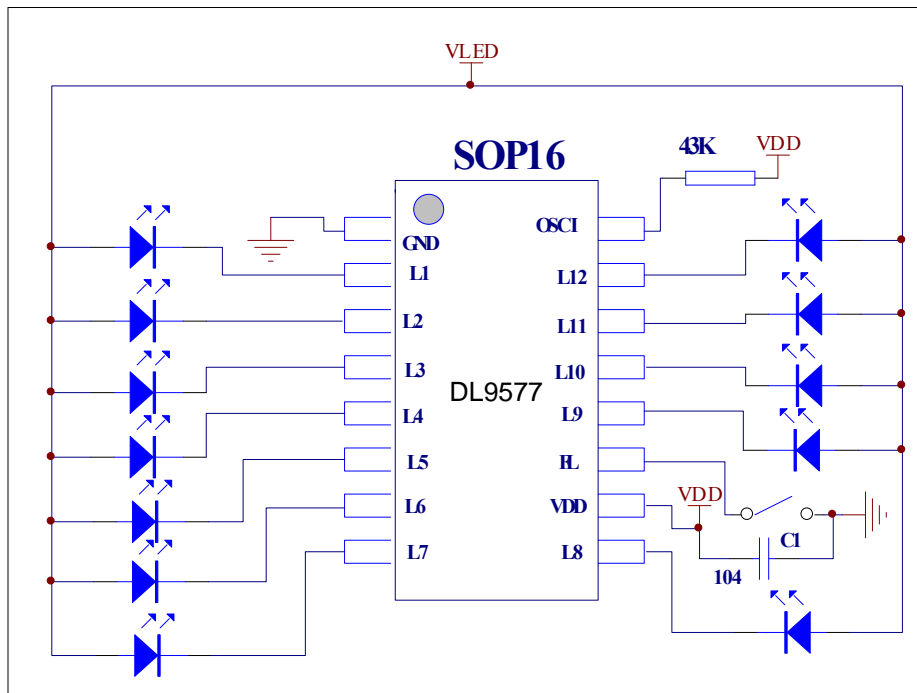 VLED
SOP16
43K
VDD
GND
OSCI
L1
L12
L2
L11
L3
L10
DL9577
L4
L9
L5
FL
L6
VDD
VDD
L7
L8
C1
104